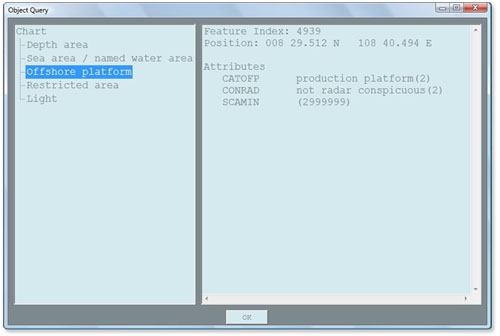 Object Query
Chart
Depth area
Sea area / named water area
Offshore platform
Restricted area
Light
Feature Index: 4939
Position: 008 29.512 N   108 40.494 E
Attributes
CATOFP   production platform(2)
CONRAD   not radar conspicuous(2)
SCAMIN   (2999999)
OK